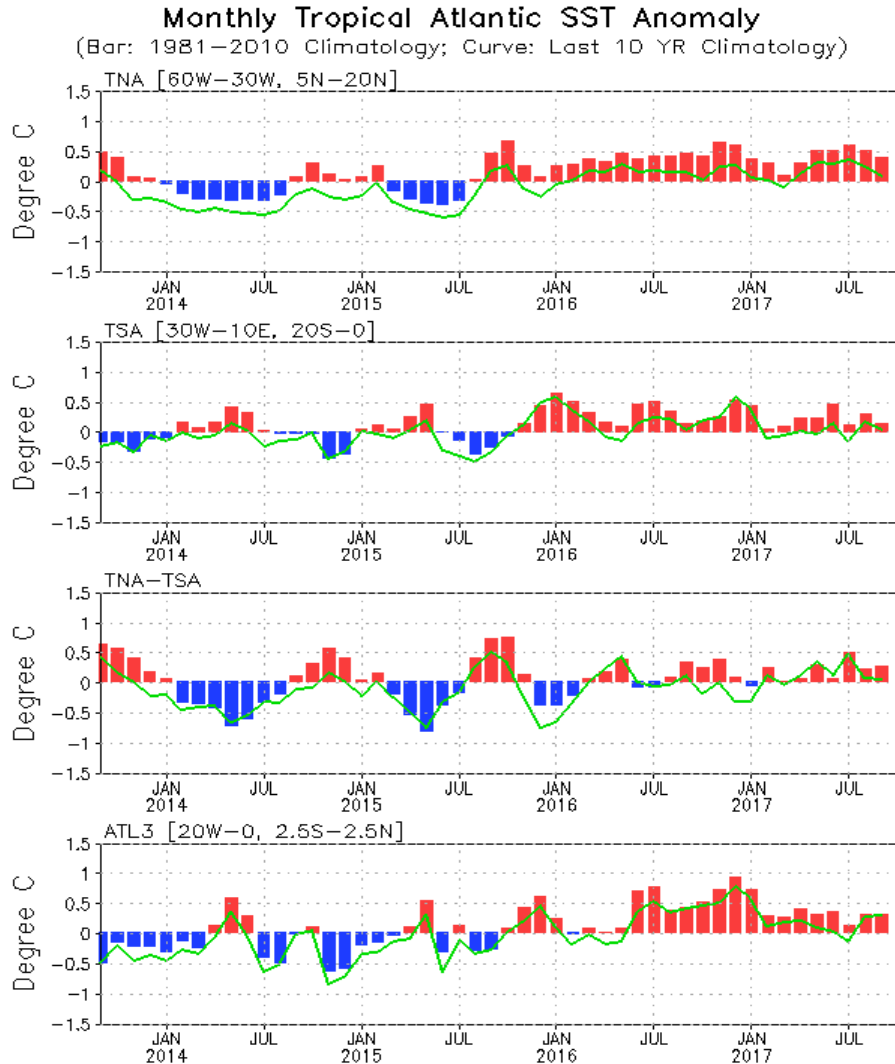 Monthly Tropical Atlantic SST Anomaly
(Bar: 1981-2010 Climatology; Curve: Last 10 YR Climatology)
TNA [60W-30W, 5N-20N]
Degree C
1.5
1
0.5
0
-0.5
-1
-1.5
JAN JUL JAN JUL JAN JUL JAN JUL
2014 2015 2016 2017
TSA [30W-10E, 20S-0]
Degree C
1.5
1
0.5
0
-0.5
-1
-1.5
JAN JUL JAN JUL JAN JUL JAN JUL
2014 2015 2016 2017
TNA-TSA
Degree C
1.5
1
0.5
0
-0.5
-1
-1.5
JAN JUL JAN JUL JAN JUL JAN JUL
2014 2015 2016 2017
ATL3 [20W-0, 2.5S-2.5N]
Degree C
1.5
1
0.5
0
-0.5
-1
-1.5
JAN JUL JAN JUL JAN JUL JAN JUL
2014 2015 2016 2017